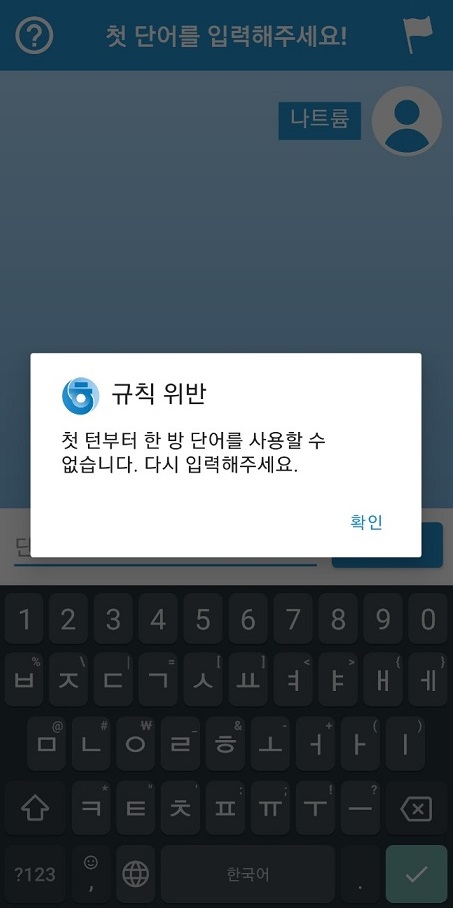 첫 단어를 입력해주세요!
나트륨
규칙 위반
첫 턴부터 한 방 단어를 사용할 수
없습니다. 다시 입력해주세요.
확인
단
1 2 3 4 5 6 7 8 9 0
% \ | = [ ] < > { }
ㅂ ㅈ ㄷ ㄱ ㅅ ㅛ ㅕ ㅑ ㅐ ㅔ
@ # ₩ _ & - + ( )
ㅁ ㄴ ㅇ ㄹ ㅎ ㅗ ㅓ ㅏ ㅣ
* " ' : ; ! ?
ㅋ ㅌ ㅊ ㅍ ㅠ ㅜ ㅡ
?123 , 한국어 .